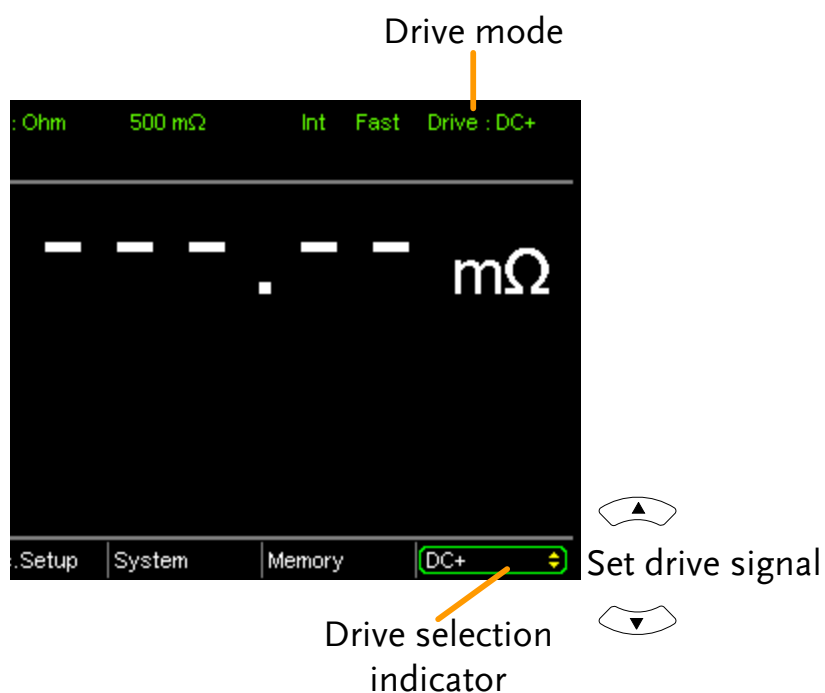 Drive mode
: Ohm 500 mΩ Int Fast Drive : DC+
– – – . – – mΩ
.Setup System Memory DC+
Set drive signal
Drive selection
indicator